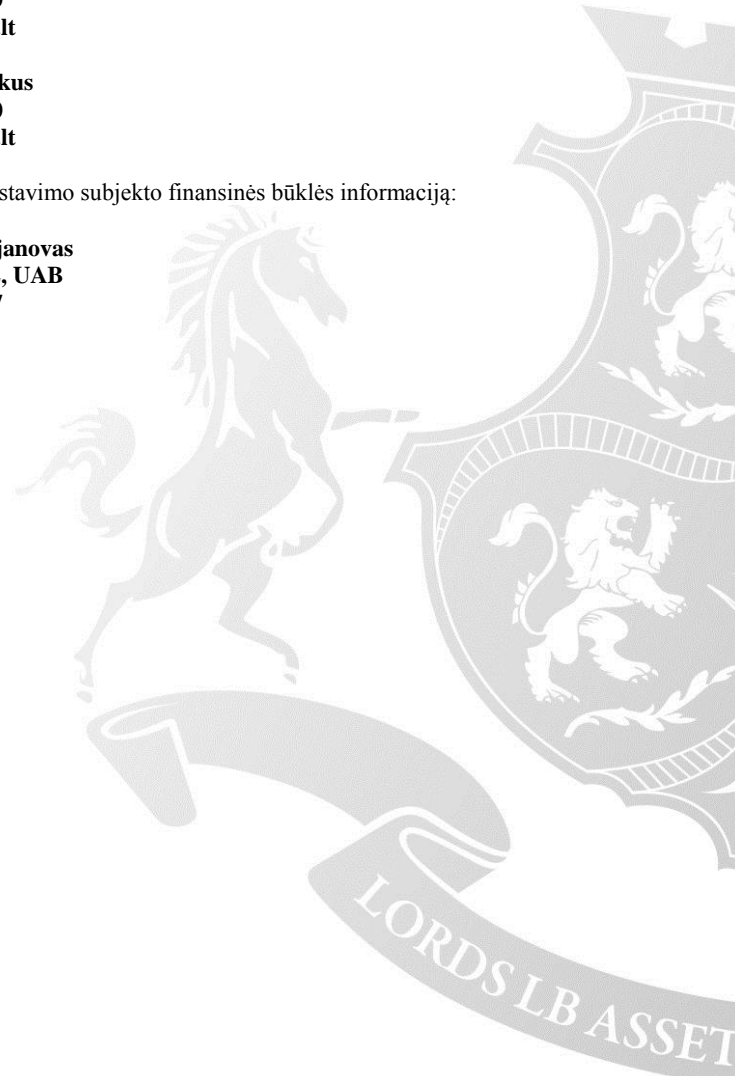 lt
kus
)
lt
stavimo subjekto finansinės būklės informaciją:
janovas
, UAB
LORDS LB ASSET